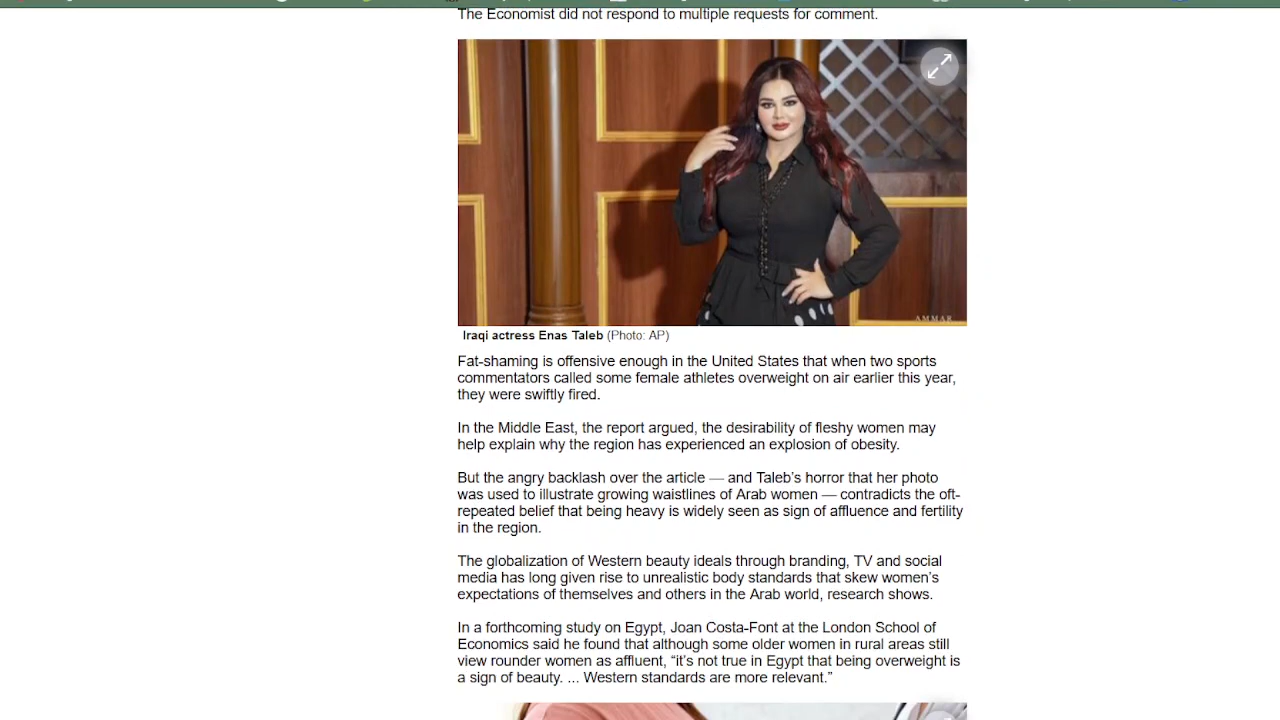 The Economist did not respond to multiple requests for comment.
AMMAR
Iraqi actress Enas Taleb (Photo: AP)
Fat-shaming is offensive enough in the United States that when two sports
commentators called some female athletes overweight on air earlier this year,
they were swiftly fired.
In the Middle East, the report argued, the desirability of fleshy women may
help explain why the region has experienced an explosion of obesity.
But the angry backlash over the article — and Taleb's horror that her photo
was used to illustrate growing waistlines of Arab women — contradicts the oft-
repeated belief that being heavy is widely seen as sign of affluence and fertility
in the region.
The globalization of Western beauty ideals through branding, TV and social
media has long given rise to unrealistic body standards that skew women's
expectations of themselves and others in the Arab world, research shows.
In a forthcoming study on Egypt, Joan Costa-Font at the London School of
Economics said he found that although some older women in rural areas still
view rounder women as affluent, “it's not true in Egypt that being overweight is
a sign of beauty. ... Western standards are more relevant.”